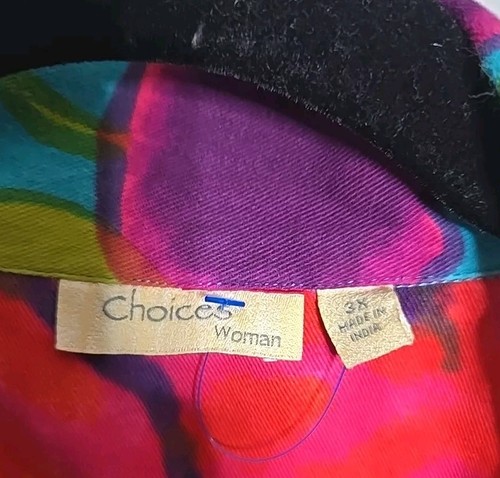 Choices
Woman
3X
MADE IN
INDIA